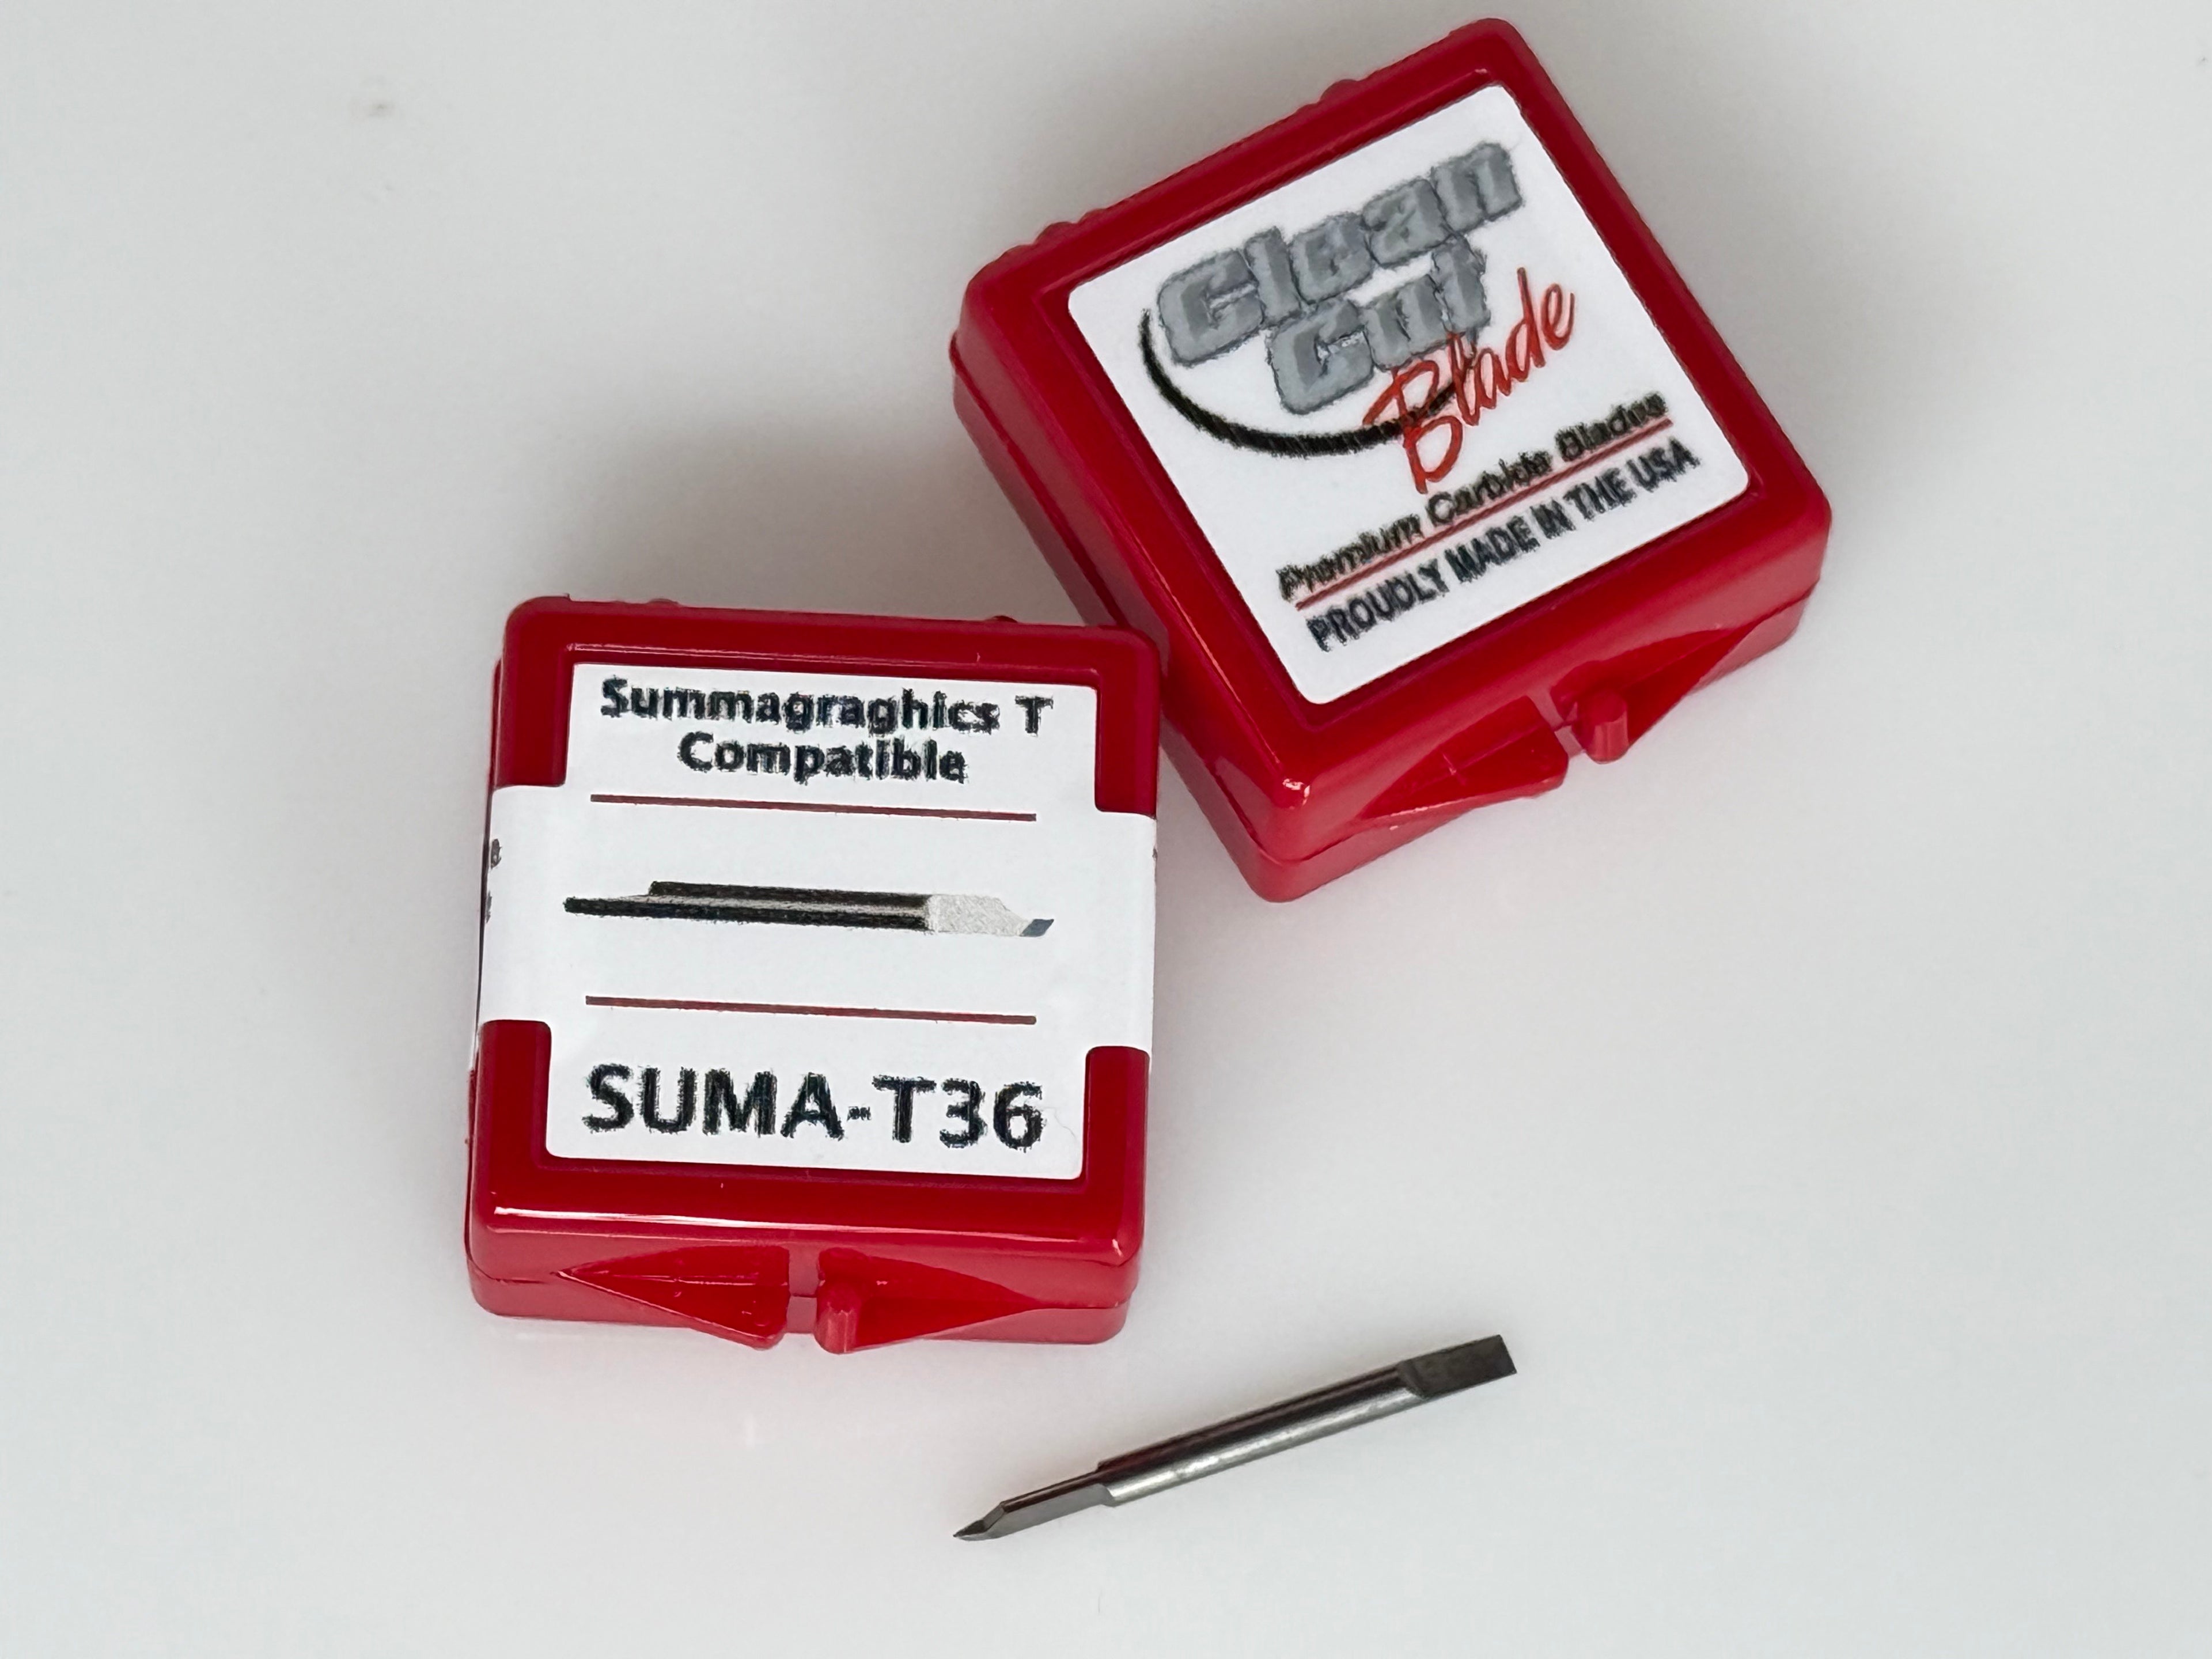 Clean
Cut
Blade
Premium Carbide Blades
PROUDLY MADE IN THE USA
Summagraghics T
Compatible
SUMA-T36